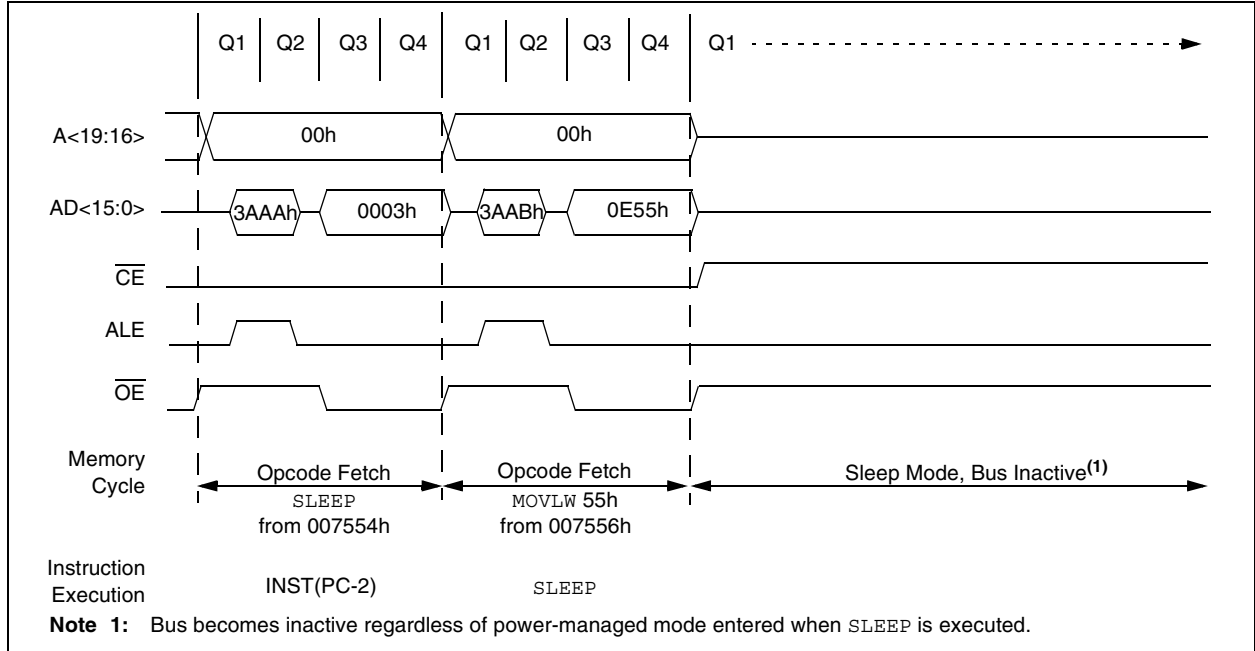 Q1 Q2 Q3 Q4 Q1 Q2 Q3 Q4 Q1
A<19:16> 00h 00h
AD<15:0> 3AAAh 0003h 3AABh 0E55h
CE
ALE
OE
Memory
Cycle
Opcode Fetch
SLEEP
from 007554h
Opcode Fetch
MOVLW 55h
from 007556h
Sleep Mode, Bus Inactive(1)
Instruction
Execution
INST(PC-2)
SLEEP
Note 1: Bus becomes inactive regardless of power-managed mode entered when SLEEP is executed.